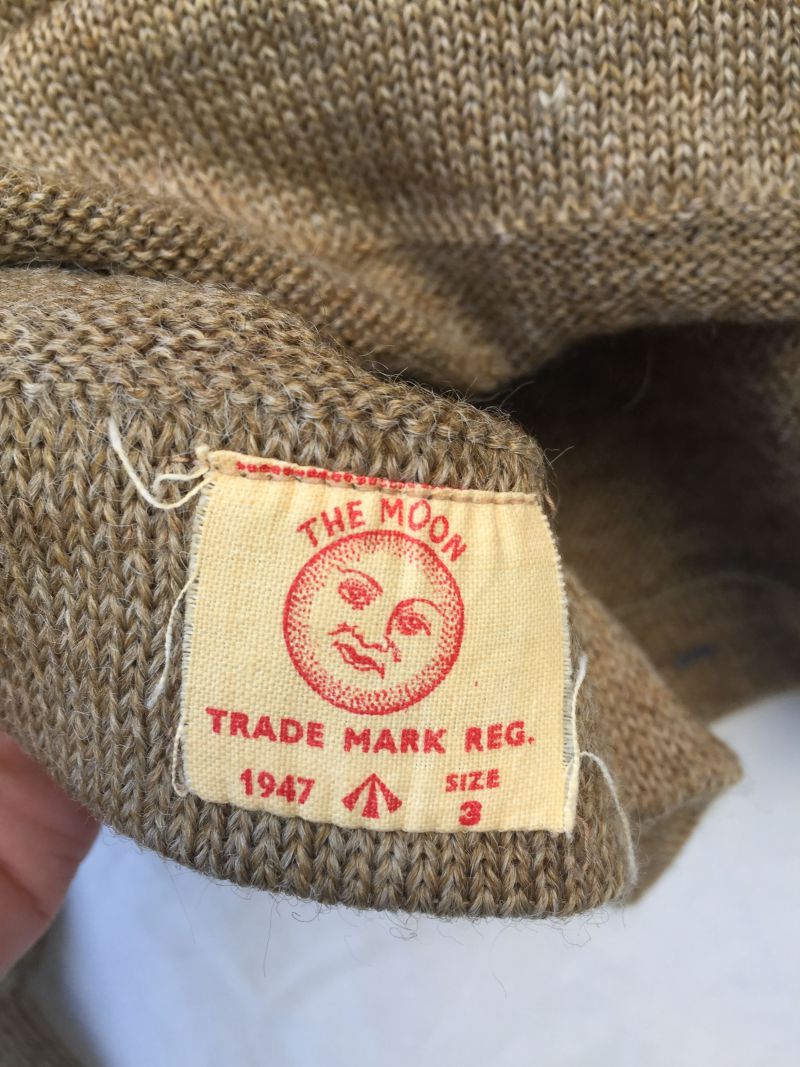 THE MOON
TRADE MARK REG.
1947 SIZE
3